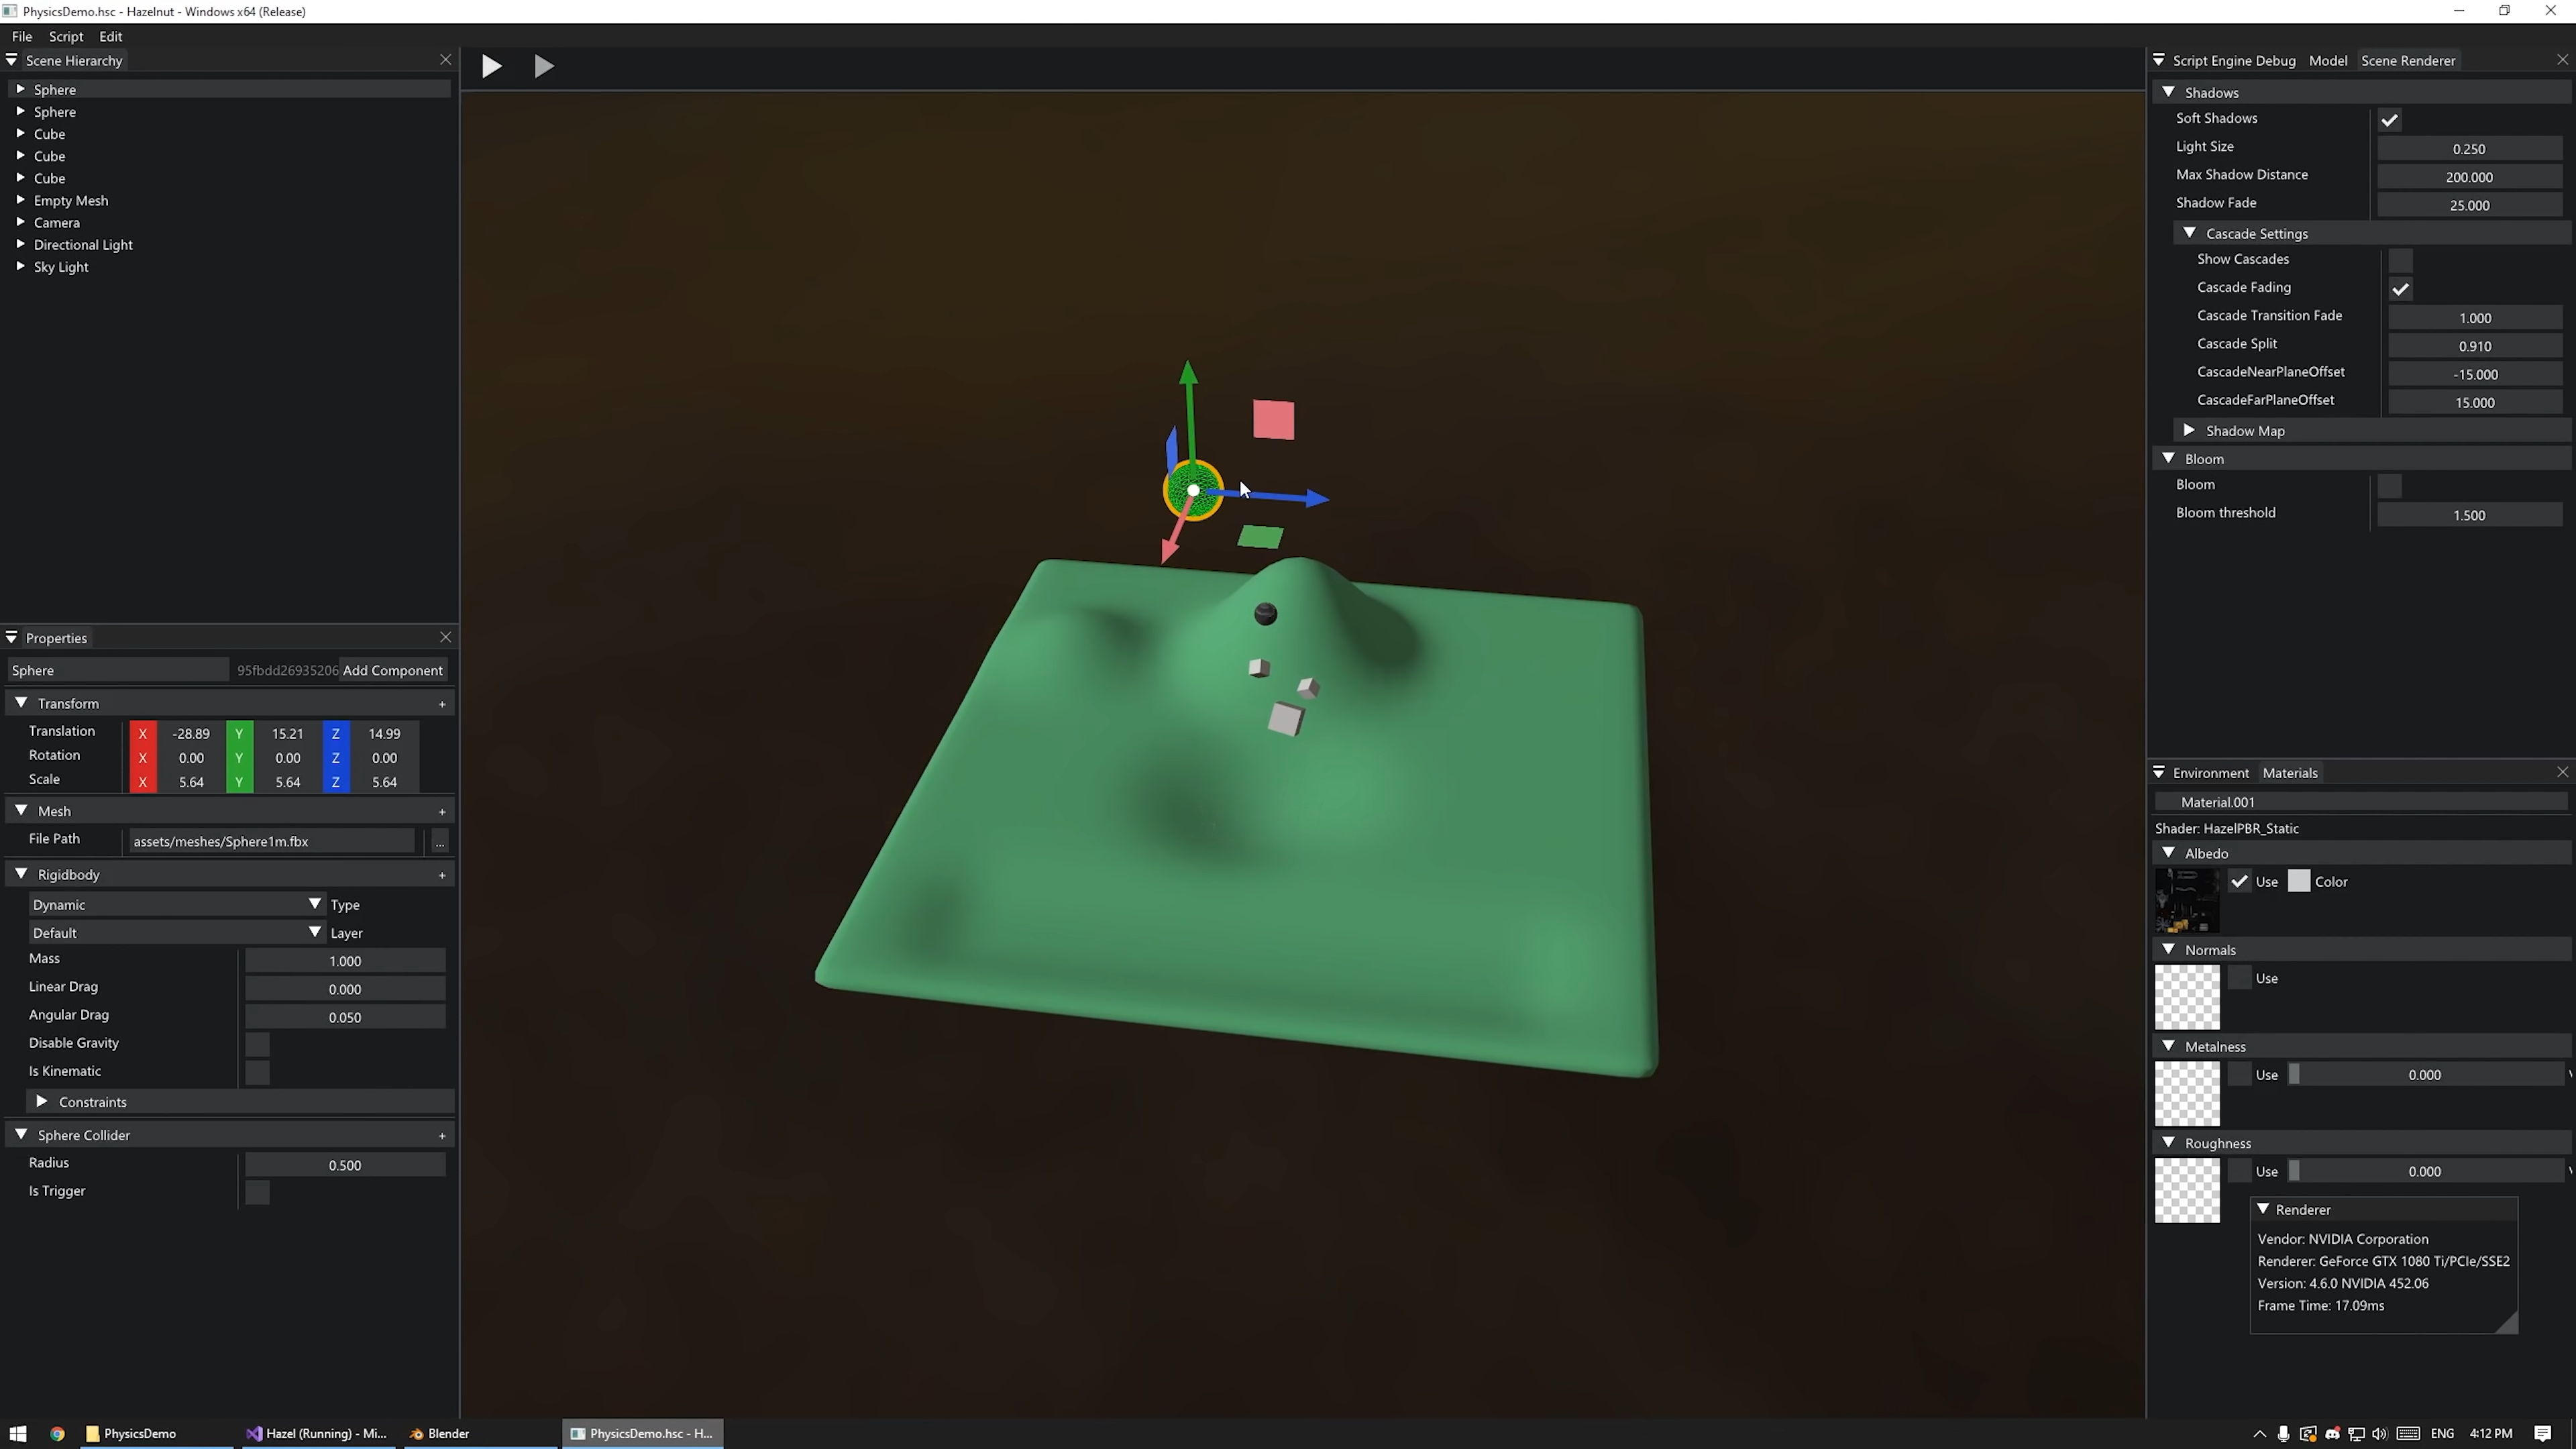 PhysicsDemo.hsc - Hazelnut - Windows x64 (Release)
File Script Edit
Scene Hierarchy
Sphere
Sphere
Cube
Cube
Cube
Empty Mesh
Camera
Directional Light
Sky Light
Properties
Sphere 95fbdd26935206 Add Component
Transform +
Translation X -28.89 Y 15.21 Z 14.99
Rotation X 0.00 Y 0.00 Z 0.00
Scale X 5.64 Y 5.64 Z 5.64
Mesh +
File Path assets/meshes/Sphere1m.fbx ...
Rigidbody +
Dynamic Type
Default Layer
Mass 1.000
Linear Drag 0.000
Angular Drag 0.050
Disable Gravity
Is Kinematic
Constraints
Sphere Collider +
Radius 0.500
Is Trigger
Script Engine Debug Model Scene Renderer
Shadows
Soft Shadows
Light Size 0.250
Max Shadow Distance 200.000
Shadow Fade 25.000
Cascade Settings
Show Cascades
Cascade Fading
Cascade Transition Fade 1.000
Cascade Split 0.910
CascadeNearPlaneOffset -15.000
CascadeFarPlaneOffset 15.000
Shadow Map
Bloom
Bloom
Bloom threshold 1.500
Environment Materials
Material.001
Shader: HazelPBR_Static
Albedo
Use Color
Normals
Use
Metalness
Use 0.000
Roughness
Use 0.000
Renderer
Vendor: NVIDIA Corporation
Renderer: GeForce GTX 1080 Ti/PCIe/SSE2
Version: 4.6.0 NVIDIA 452.06
Frame Time: 17.09ms
PhysicsDemo Hazel (Running) - Mi... Blender PhysicsDemo.hsc - H... ENG 4:12 PM